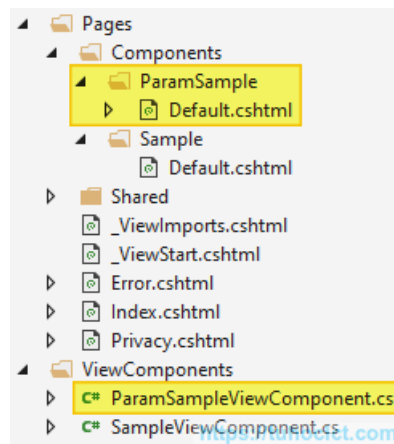 Pages
Components
ParamSample
Default.cshtml
Sample
Default.cshtml
Shared
_ViewImports.cshtml
_ViewStart.cshtml
Error.cshtml
Index.cshtml
Privacy.cshtml
ViewComponents
C# ParamSampleViewComponent.cs
C# SampleViewComponent.cs